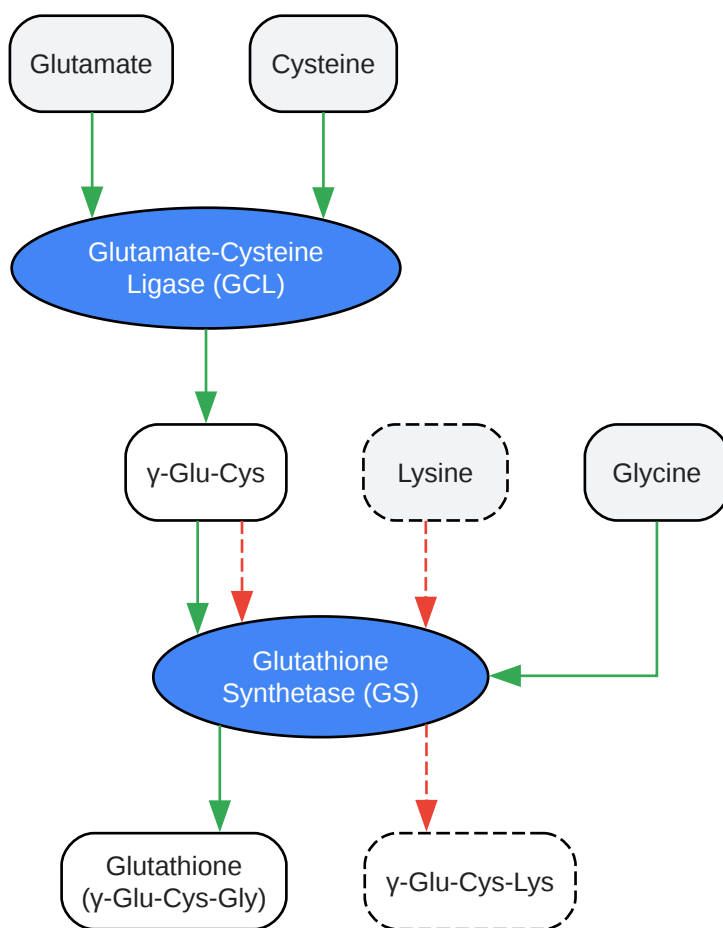 Glutamate
Cysteine
Glutamate-Cysteine
Ligase (GCL)
γ-Glu-Cys
Lysine
Glycine
Glutathione
Synthetase (GS)
Glutathione
(γ-Glu-Cys-Gly)
γ-Glu-Cys-Lys